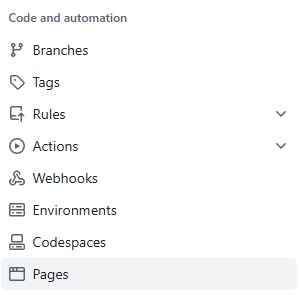 Code and automation
Branches
Tags
Rules
Actions
Webhooks
Environments
Codespaces
Pages